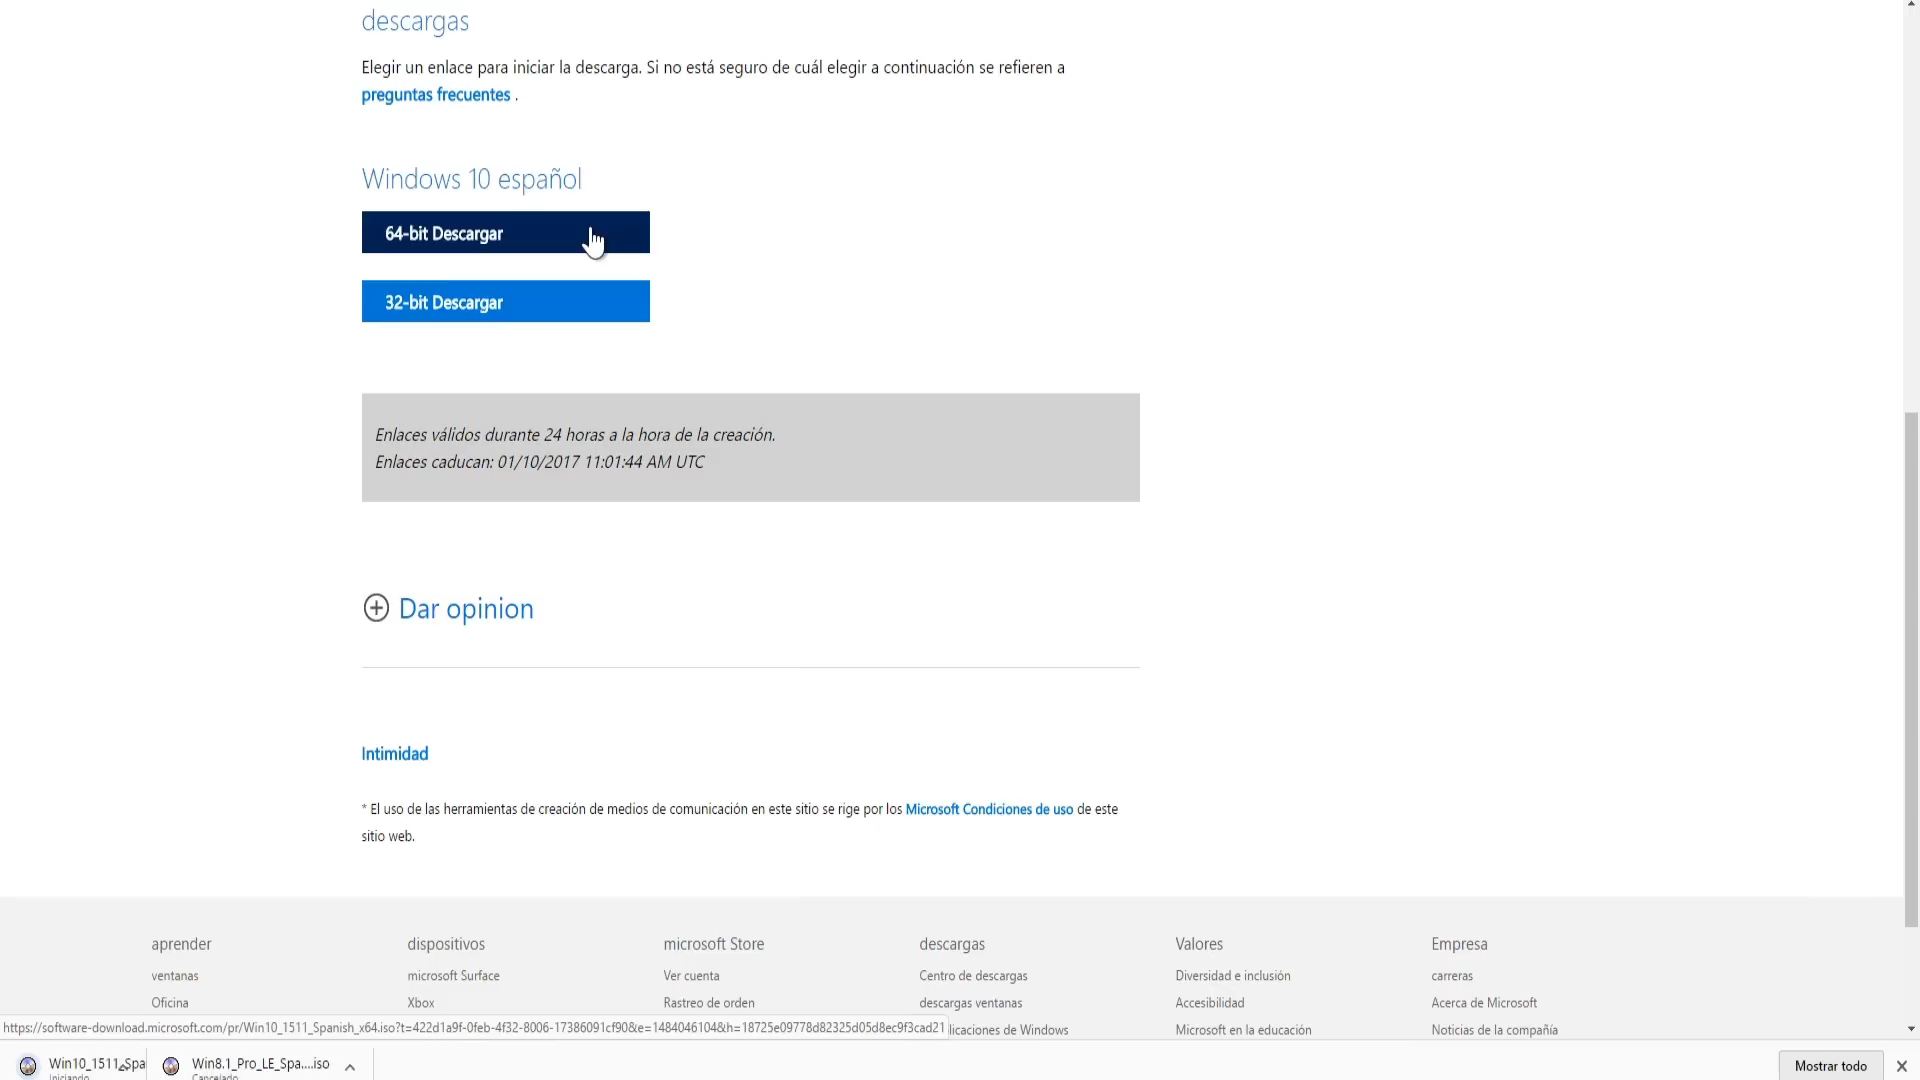 descargas
Elegir un enlace para iniciar la descarga. Si no está seguro de cuál elegir a continuación se refieren a
preguntas frecuentes .
Windows 10 español
64-bit Descargar
32-bit Descargar
Enlaces válidos durante 24 horas a la hora de la creación.
Enlaces caducan: 01/10/2017 11:01:44 AM UTC
Dar opinion
Intimidad
* El uso de las herramientas de creación de medios de comunicación en este sitio se rige por los Microsoft Condiciones de uso de este
sitio web.
aprender dispositivos microsoft Store descargas Valores Empresa
ventanas microsoft Surface Ver cuenta Centro de descargas Diversidad e inclusión carreras
Oficina Xbox Rastreo de orden descargas ventanas Accesibilidad Acerca de Microsoft
https://software-download.microsoft.com/pr/Win10_1511_Spanish_x64.iso?t=422d1a9f-0feb-4f32-8006-17386091cf90&e=1484046104&h=18725e09778d82325d05d8ec9f3cad21 licaciones de Windows Microsoft en la educación Noticias de la compañía
Win10_1511_Spa Win8.1_Pro_LE_Spa....iso Mostrar todo
Iniciando Cancelado